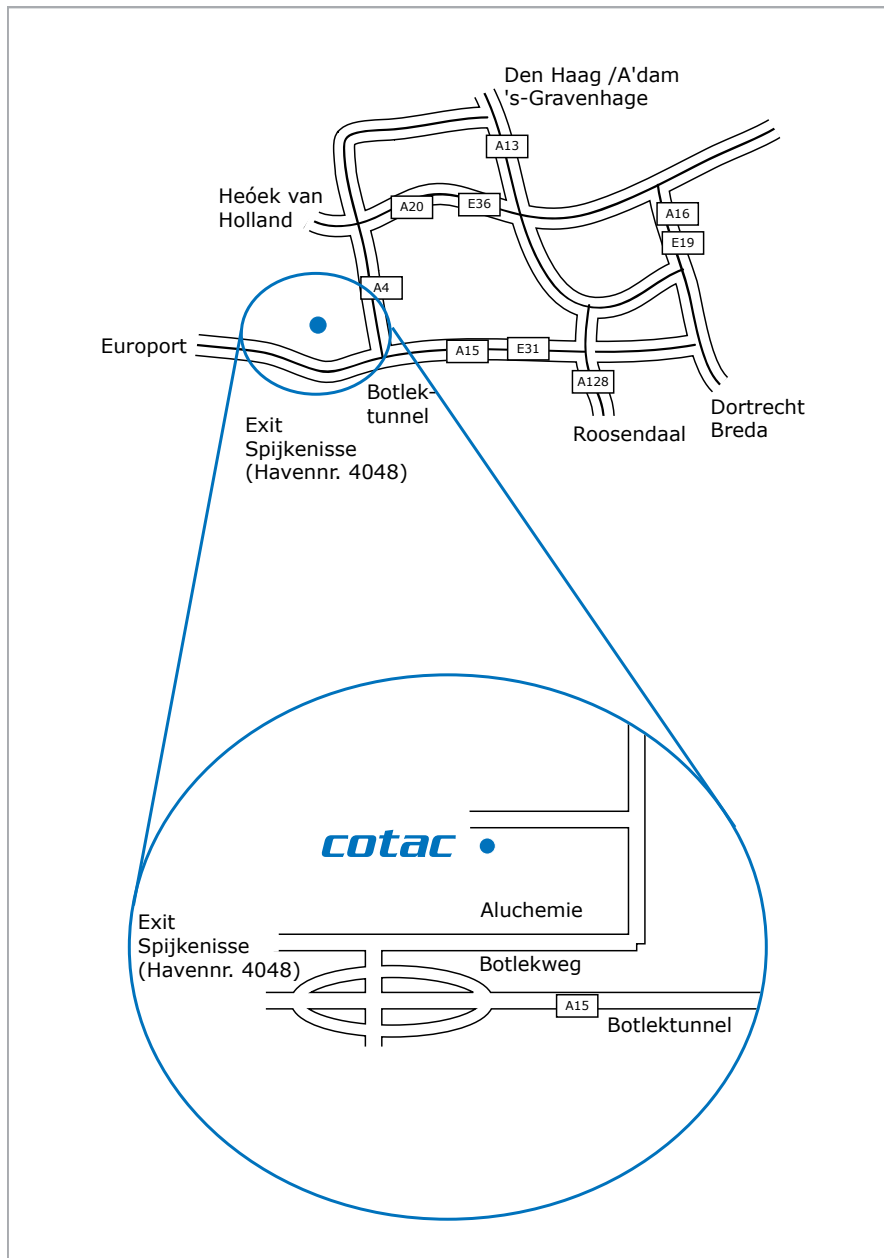 Den Haag /A'dam
's-Gravenhage
A13
Heóek van
Holland
A20
E36
A16
E19
A4
Europort
A15
E31
A128
Botlek-
tunnel
Exit
Spijkenisse
(Havennr. 4048)
Roosendaal
Dortrecht
Breda
cotac
Aluchemie
Exit
Spijkenisse
(Havennr. 4048)
Botlekweg
A15
Botlektunnel